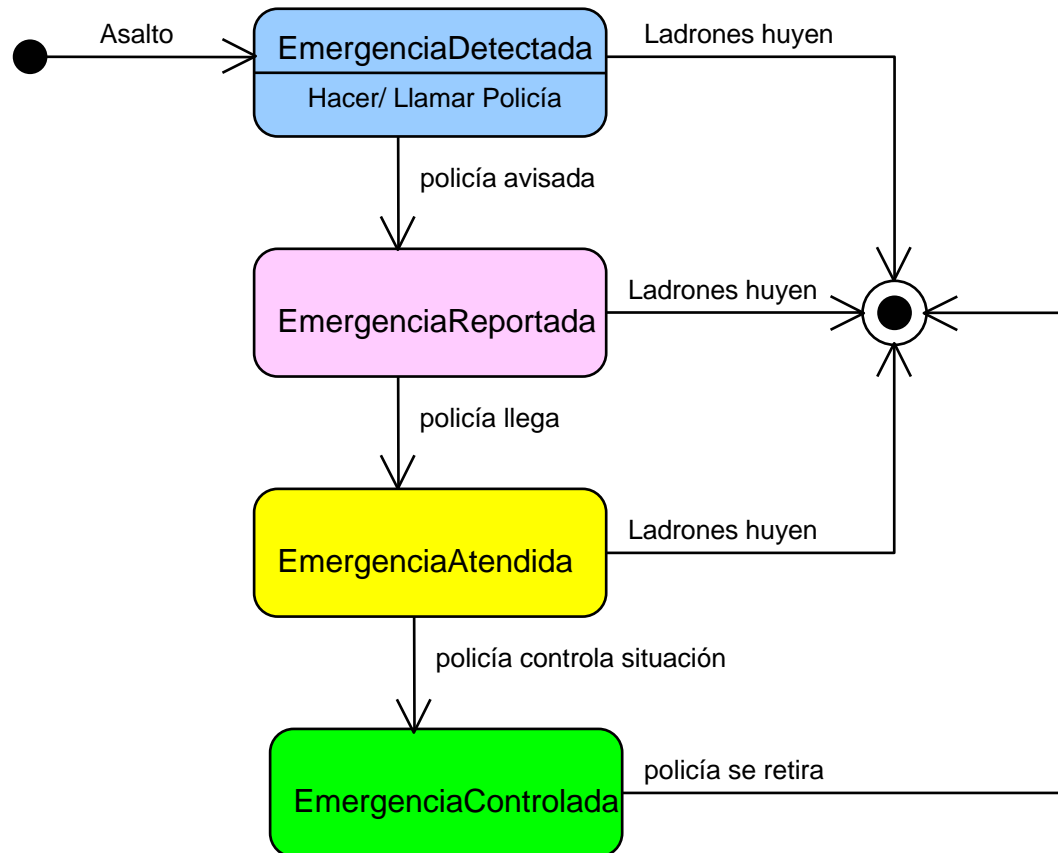 Asalto
EmergenciaDetectada
Ladrones huyen
Hacer/ Llamar Policía
policía avisada
EmergenciaReportada
Ladrones huyen
policía llega
EmergenciaAtendida
Ladrones huyen
policía controla situación
EmergenciaControlada
policía se retira